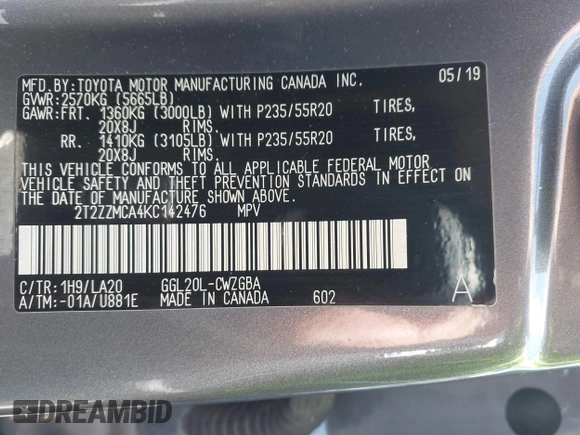 MFD.BY:TOYOTA MOTOR MANUFACTURING CANADA INC. 05/19
GVWR:2570KG (5665LB)
GAWR:FRT. 1360KG (3000LB) WITH P235/55R20 TIRES,
20X8J RIMS.
RR. 1410KG (3105LB) WITH P235/55R20 TIRES,
20X8J RIMS.
THIS VEHICLE CONFORMS TO ALL APPLICABLE FEDERAL MOTOR
VEHICLE SAFETY AND THEFT PREVENTION STANDARDS IN EFFECT ON
THE DATE OF MANUFACTURE SHOWN ABOVE.
2T2ZZMCA4KC142476 MPV
C/TR:1H9/LA20 GGL20L-CWZGBA
A/TM:-01A/U881E MADE IN CANADA 602 A
DREAMBID